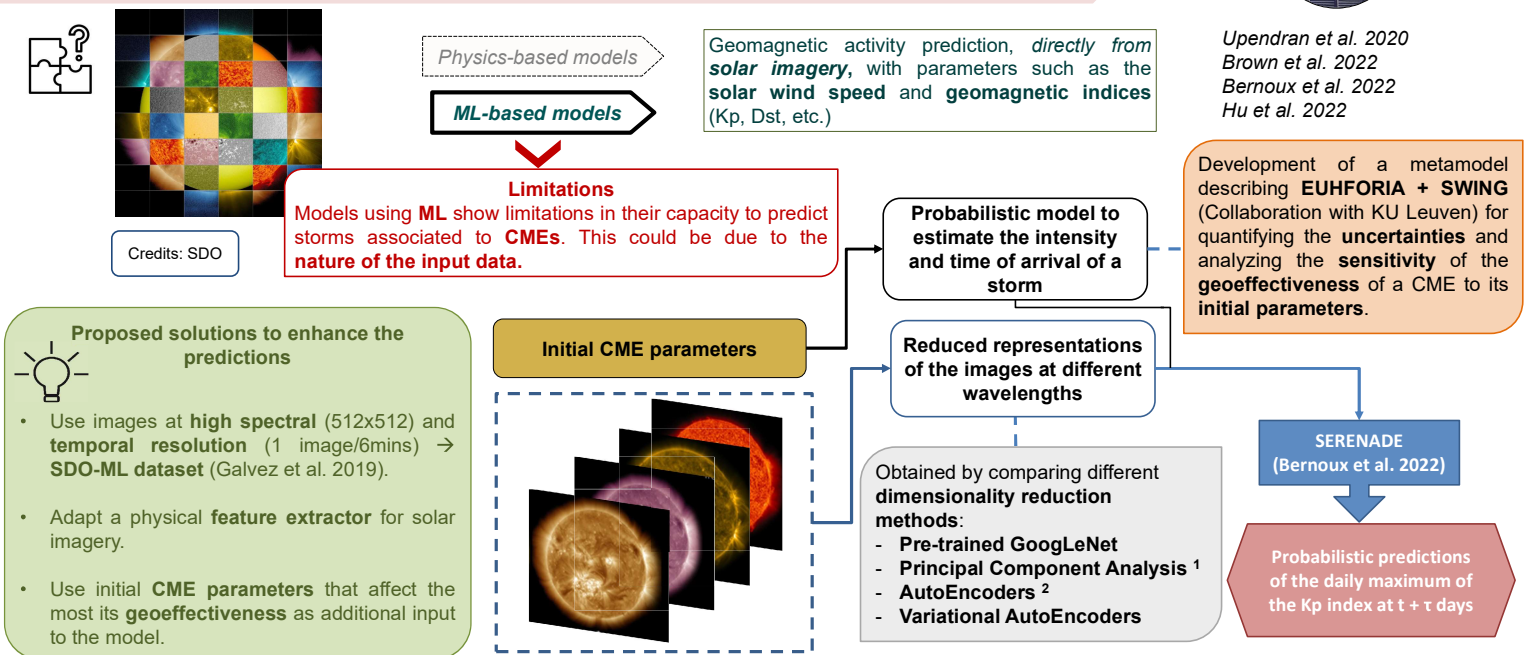 Physics-based models
ML-based models
Geomagnetic activity prediction, directly from
solar imagery, with parameters such as the
solar wind speed and geomagnetic indices
(Kp, Dst, etc.)
Upendran et al. 2020
Brown et al. 2022
Bernoux et al. 2022
Hu et al. 2022
Credits: SDO
Limitations
Models using ML show limitations in their capacity to predict
storms associated to CMEs. This could be due to the
nature of the input data.
Probabilistic model to
estimate the intensity
and time of arrival of a
storm
Development of a metamodel
describing EUHFORIA + SWING
(Collaboration with KU Leuven) for
quantifying the uncertainties and
analyzing the sensitivity of the
geoeffectiveness of a CME to its
initial parameters.
Proposed solutions to enhance the
predictions
• Use images at high spectral (512x512) and
temporal resolution (1 image/6mins) →
SDO-ML dataset (Galvez et al. 2019).
• Adapt a physical feature extractor for solar
imagery.
• Use initial CME parameters that affect the
most its geoeffectiveness as additional input
to the model.
Initial CME parameters
Reduced representations
of the images at different
wavelengths
Obtained by comparing different
dimensionality reduction
methods:
- Pre-trained GoogLeNet
- Principal Component Analysis ¹
- AutoEncoders ²
- Variational AutoEncoders
SERENADE
(Bernoux et al. 2022)
Probabilistic predictions
of the daily maximum of
the Kp index at t + τ days